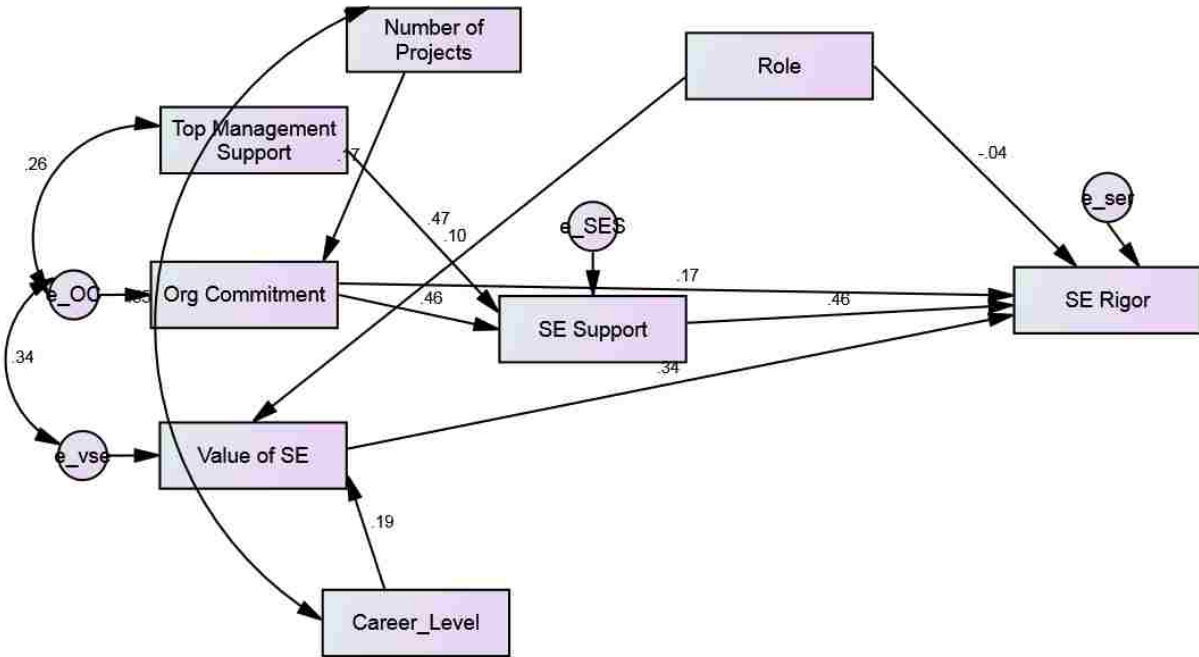 Number of
Projects
Role
Top Management
Support
.17
.26
-.04
.47
.10
e_SES
e_ser
e_OC
Org Commitment
.17
.46
.46
SE Support
SE Rigor
.34
.34
e_vse
Value of SE
.19
Career_Level